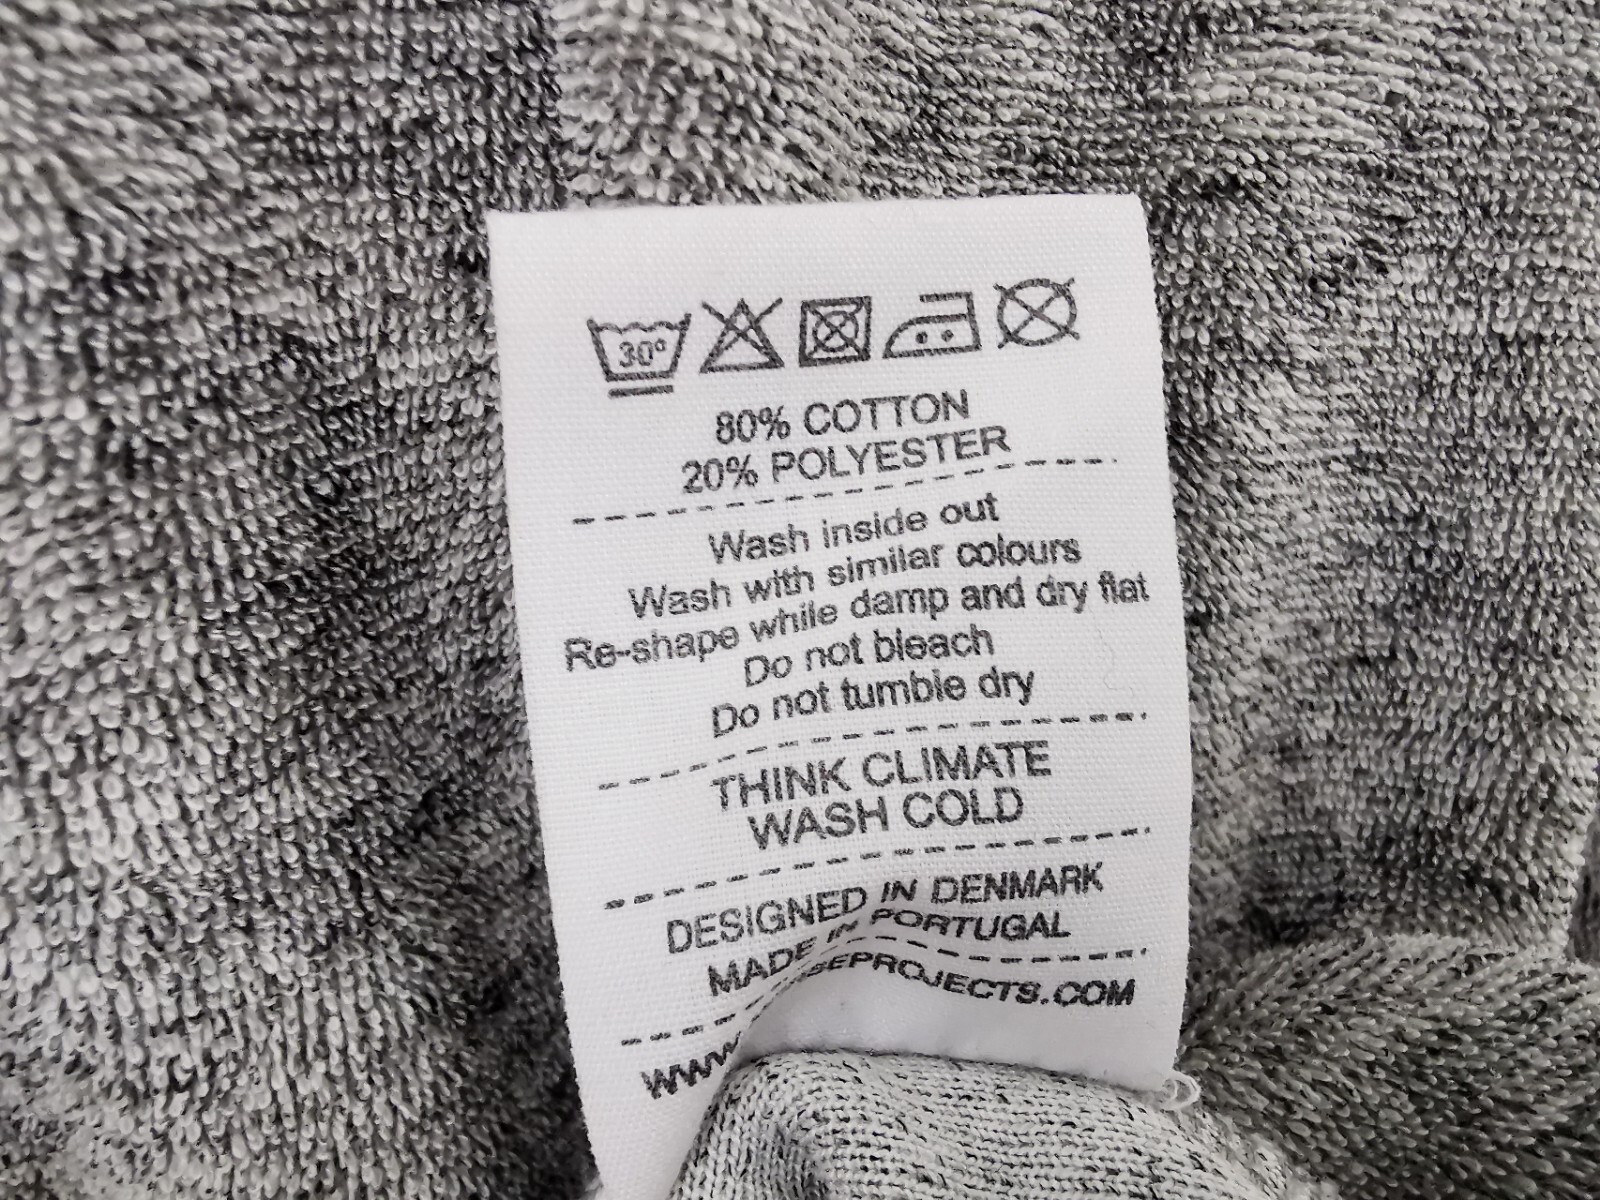 30°
80% COTTON
20% POLYESTER
Wash inside out
Wash with similar colours
Re-shape while damp and dry flat
Do not bleach
Do not tumble dry
THINK CLIMATE
WASH COLD
DESIGNED IN DENMARK
MADE IN PORTUGAL